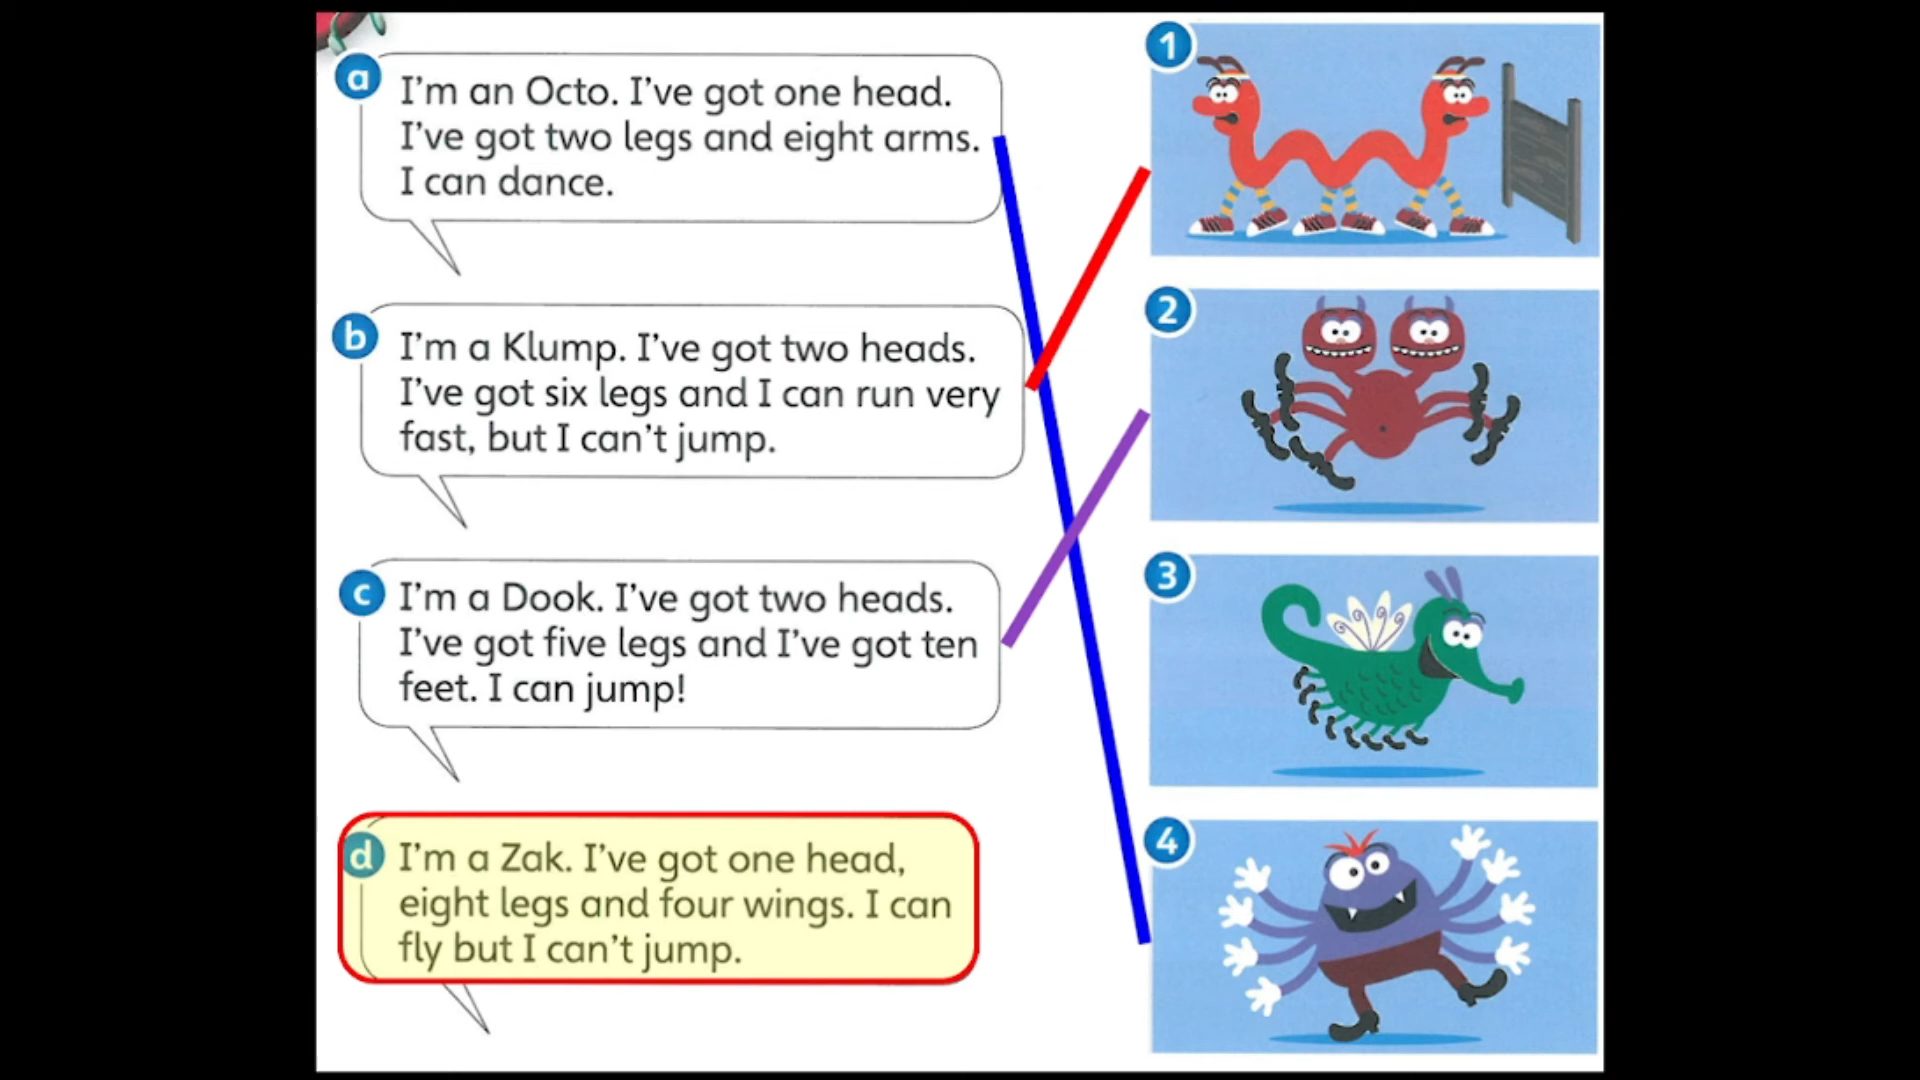 a
I'm an Octo. I've got one head.
I've got two legs and eight arms.
I can dance.
b
I'm a Klump. I've got two heads.
I've got six legs and I can run very
fast, but I can't jump.
c
I'm a Dook. I've got two heads.
I've got five legs and I've got ten
feet. I can jump!
d
I'm a Zak. I've got one head,
eight legs and four wings. I can
fly but I can't jump.
1
2
3
4